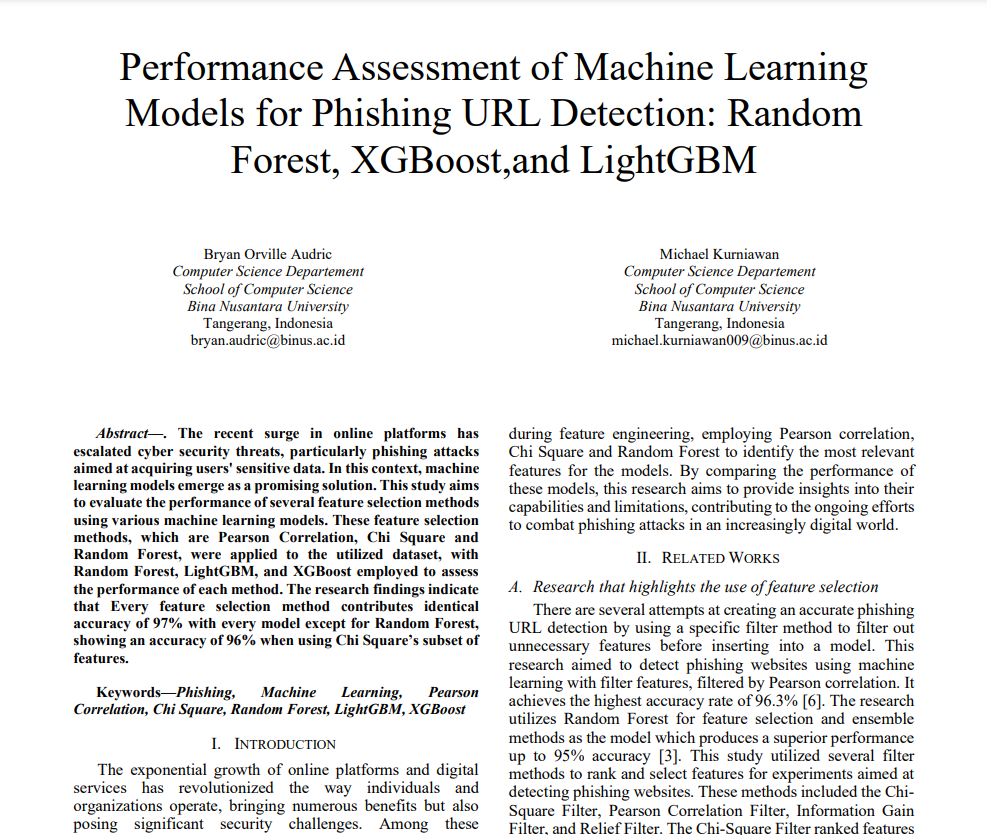 Performance Assessment of Machine Learning
Models for Phishing URL Detection: Random
Forest, XGBoost,and LightGBM
Bryan Orville Audric
Computer Science Departement
School of Computer Science
Bina Nusantara University
Tangerang, Indonesia
bryan.audric@binus.ac.id
Michael Kurniawan
Computer Science Departement
School of Computer Science
Bina Nusantara University
Tangerang, Indonesia
michael.kurniawan009@binus.ac.id
Abstract—. The recent surge in online platforms has
escalated cyber security threats, particularly phishing attacks
aimed at acquiring users' sensitive data. In this context, machine
learning models emerge as a promising solution. This study aims
to evaluate the performance of several feature selection methods
using various machine learning models. These feature selection
methods, which are Pearson Correlation, Chi Square and
Random Forest, were applied to the utilized dataset, with
Random Forest, LightGBM, and XGBoost employed to assess
the performance of each method. The research findings indicate
that Every feature selection method contributes identical
accuracy of 97% with every model except for Random Forest,
showing an accuracy of 96% when using Chi Square's subset of
features.
Keywords—Phishing, Machine Learning, Pearson
Correlation, Chi Square, Random Forest, LightGBM, XGBoost
I. INTRODUCTION
The exponential growth of online platforms and digital
services has revolutionized the way individuals and
organizations operate, bringing numerous benefits but also
posing significant security challenges. Among these
during feature engineering, employing Pearson correlation,
Chi Square and Random Forest to identify the most relevant
features for the models. By comparing the performance of
these models, this research aims to provide insights into their
capabilities and limitations, contributing to the ongoing efforts
to combat phishing attacks in an increasingly digital world.
II. RELATED WORKS
A. Research that highlights the use of feature selection
There are several attempts at creating an accurate phishing
URL detection by using a specific filter method to filter out
unnecessary features before inserting into a model. This
research aimed to detect phishing websites using machine
learning with filter features, filtered by Pearson correlation. It
achieves the highest accuracy rate of 96.3% [6]. The research
utilizes Random Forest for feature selection and ensemble
methods as the model which produces a superior performance
up to 95% accuracy [3]. This study utilized several filter
methods to rank and select features for experiments aimed at
detecting phishing websites. These methods included the Chi-
Square Filter, Pearson Correlation Filter, Information Gain
Filter, and Relief Filter. The Chi-Square Filter ranked features